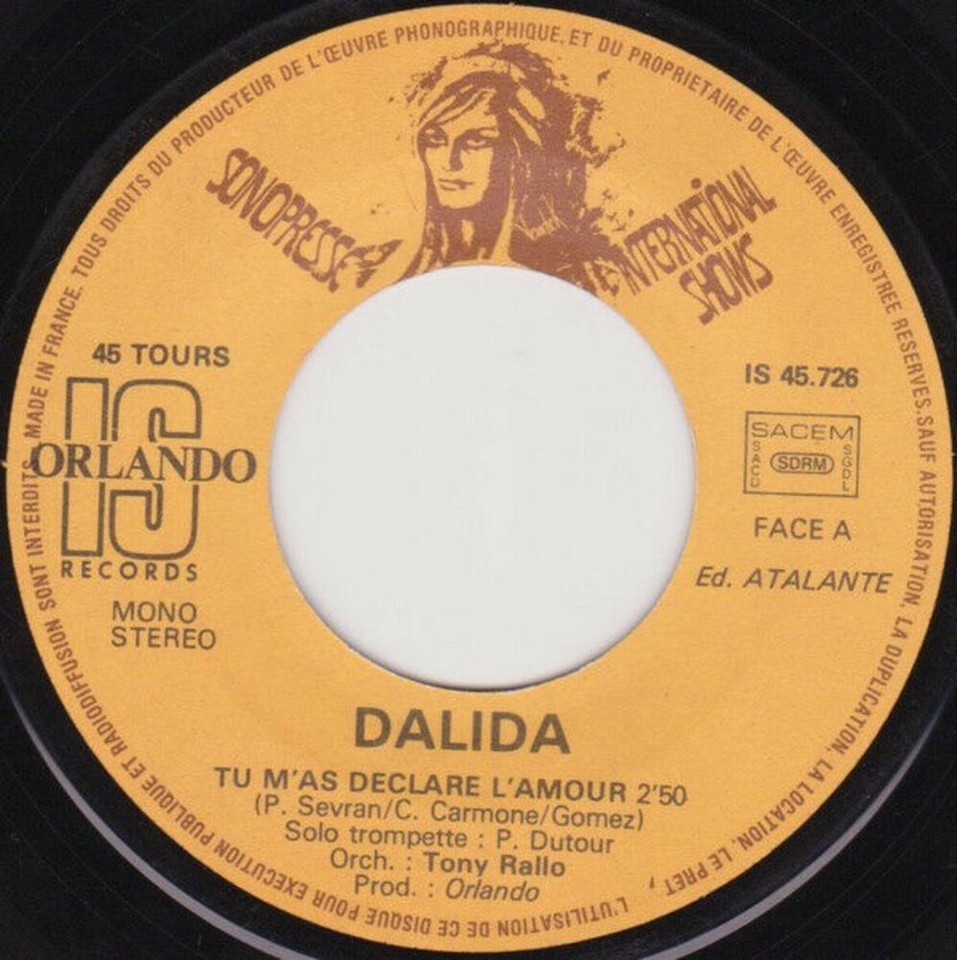 MADE IN FRANCE. TOUS DROITS DU PRODUCTEUR DE L'ŒUVRE PHONOGRAPHIQUE, ET DU PROPRIETAIRE DE L'ŒUVRE ENREGISTREE RESERVES. SAUF AUTORISATION, LA DUPLICATION, LA LOCATION, LE PRET, L'UTILISATION DE CE DISQUE POUR EXECUTION PUBLIQUE ET RADIODIFFUSION SONT INTERDITS.
SONOPRESSE
INTERNATIONAL
SHOWS
45 TOURS
IS
ORLANDO
RECORDS
MONO
STEREO
IS 45.726
SACEM
SACD
SDRM
SGDL
FACE A
Ed. ATALANTE
DALIDA
TU M'AS DECLARE L'AMOUR 2'50
(P. Sevran/C. Carmone/Gomez)
Solo trompette : P. Dutour
Orch. : Tony Rallo
Prod. : Orlando